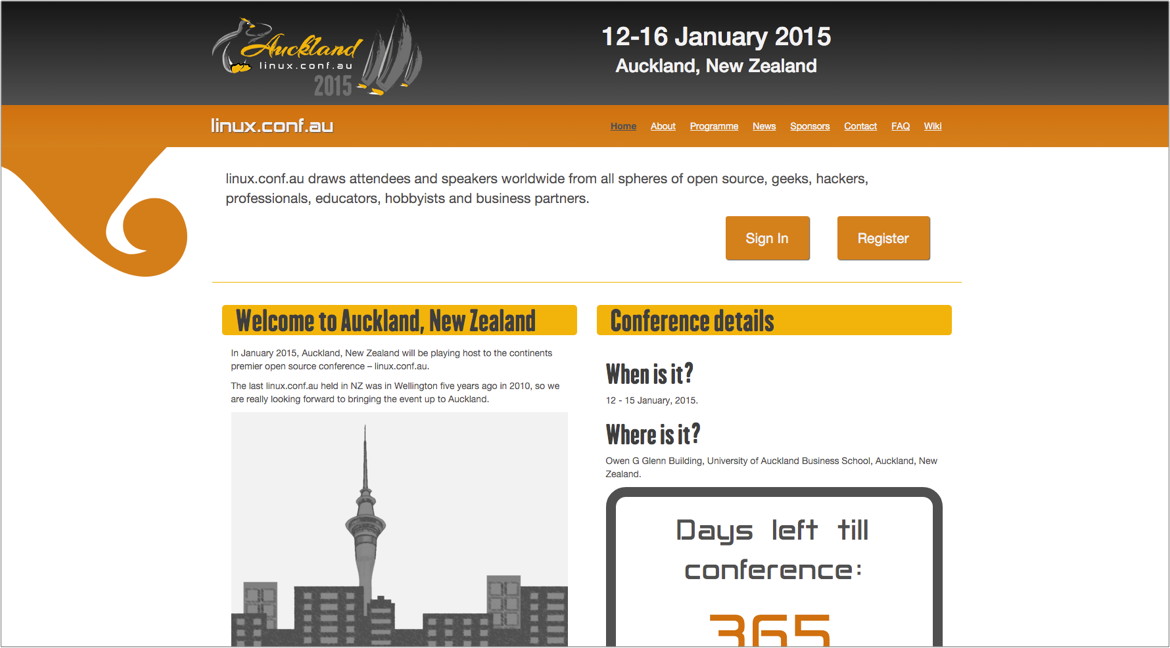 Auckland
linux.conf.au
2015
12-16 January 2015
Auckland, New Zealand
linux.conf.au
Home About Programme News Sponsors Contact FAQ Wiki
linux.conf.au draws attendees and speakers worldwide from all spheres of open source, geeks, hackers,
professionals, educators, hobbyists and business partners.
Sign In Register
Welcome to Auckland, New Zealand
In January 2015, Auckland, New Zealand will be playing host to the continents
premier open source conference – linux.conf.au.
The last linux.conf.au held in NZ was in Wellington five years ago in 2010, so we
are really looking forward to bringing the event up to Auckland.
Conference details
When is it?
12 - 15 January, 2015.
Where is it?
Owen G Glenn Building, University of Auckland Business School, Auckland, New
Zealand.
Days left till
conference:
365